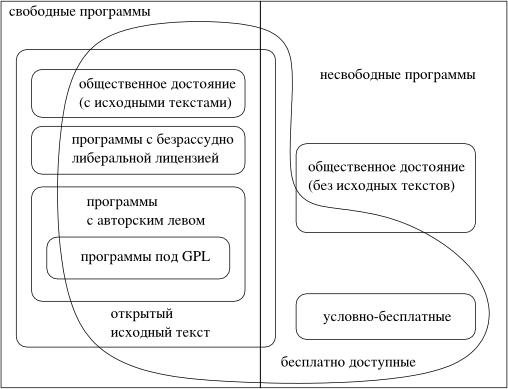 свободные программы
несвободные программы
общественное достояние
(с исходными текстами)
программы с безрассудно
либеральной лицензией
общественное достояние
(без исходных текстов)
программы
с авторским левом
программы под GPL
открытый
исходный текст
условно-бесплатные
бесплатно доступные